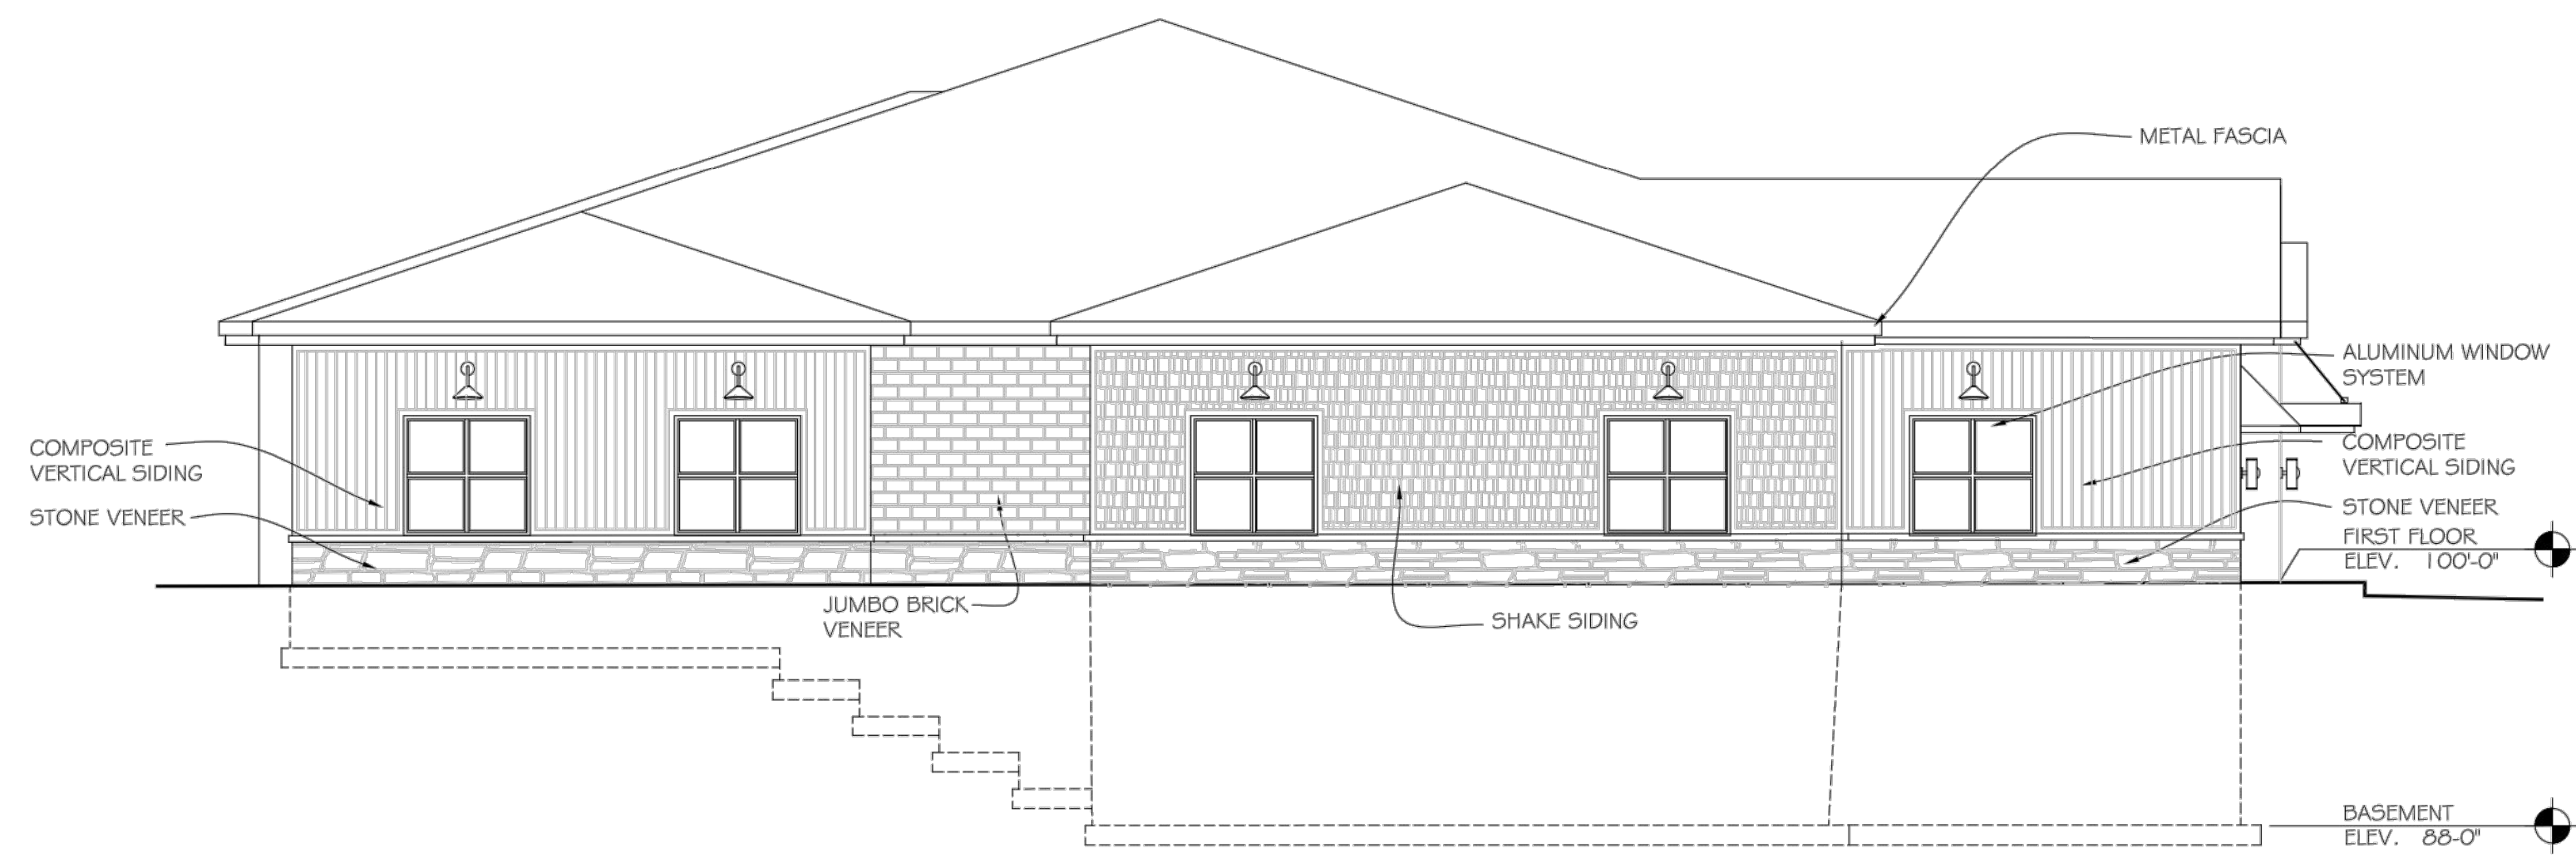 METAL FASCIA
ALUMINUM WINDOW
SYSTEM
COMPOSITE
VERTICAL SIDING
STONE VENEER
COMPOSITE
VERTICAL SIDING
STONE VENEER
FIRST FLOOR
ELEV. 100'-0"
JUMBO BRICK
VENEER
SHAKE SIDING
BASEMENT
ELEV. 88-0"